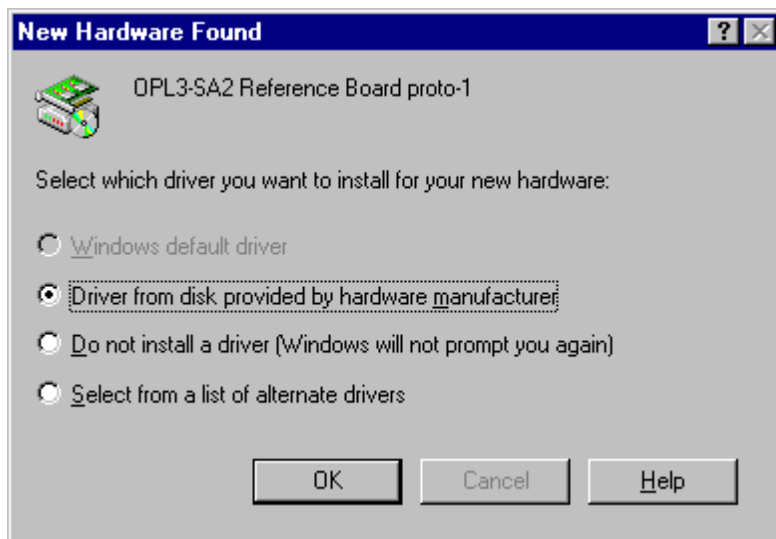 New Hardware Found
OPL3-SA2 Reference Board proto-1
Select which driver you want to install for your new hardware:
Windows default driver
Driver from disk provided by hardware manufacturer
Do not install a driver (Windows will not prompt you again)
Select from a list of alternate drivers
OK Cancel Help